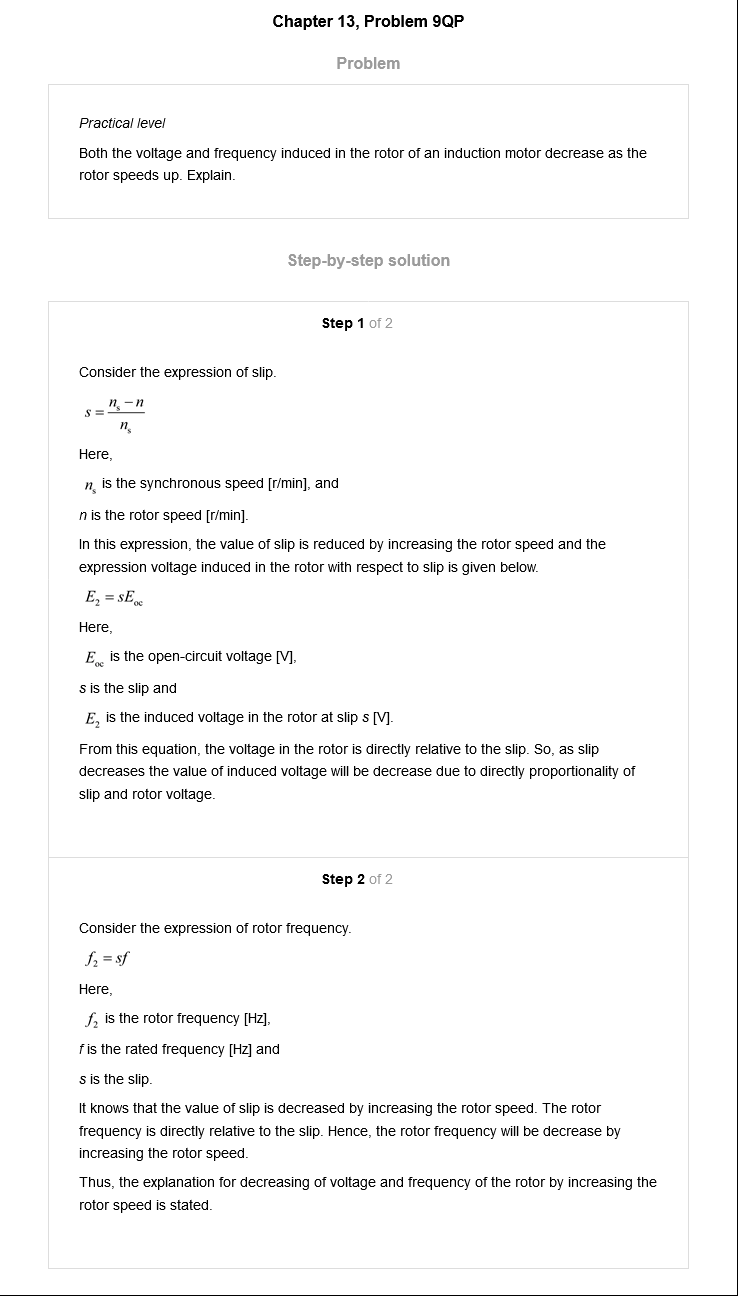 Chapter 13, Problem 9QP
Problem
Practical level
Both the voltage and frequency induced in the rotor of an induction motor decrease as the
rotor speeds up. Explain.
Step-by-step solution
Step 1 of 2
Consider the expression of slip.
s = (n_s − n) / n_s
Here,
n_s is the synchronous speed [r/min], and
n is the rotor speed [r/min].
In this expression, the value of slip is reduced by increasing the rotor speed and the
expression voltage induced in the rotor with respect to slip is given below.
E_2 = sE_oc
Here,
E_oc is the open-circuit voltage [V],
s is the slip and
E_2 is the induced voltage in the rotor at slip s [V].
From this equation, the voltage in the rotor is directly relative to the slip. So, as slip
decreases the value of induced voltage will be decrease due to directly proportionality of
slip and rotor voltage.
Step 2 of 2
Consider the expression of rotor frequency.
f_2 = sf
Here,
f_2 is the rotor frequency [Hz],
f is the rated frequency [Hz] and
s is the slip.
It knows that the value of slip is decreased by increasing the rotor speed. The rotor
frequency is directly relative to the slip. Hence, the rotor frequency will be decrease by
increasing the rotor speed.
Thus, the explanation for decreasing of voltage and frequency of the rotor by increasing the
rotor speed is stated.